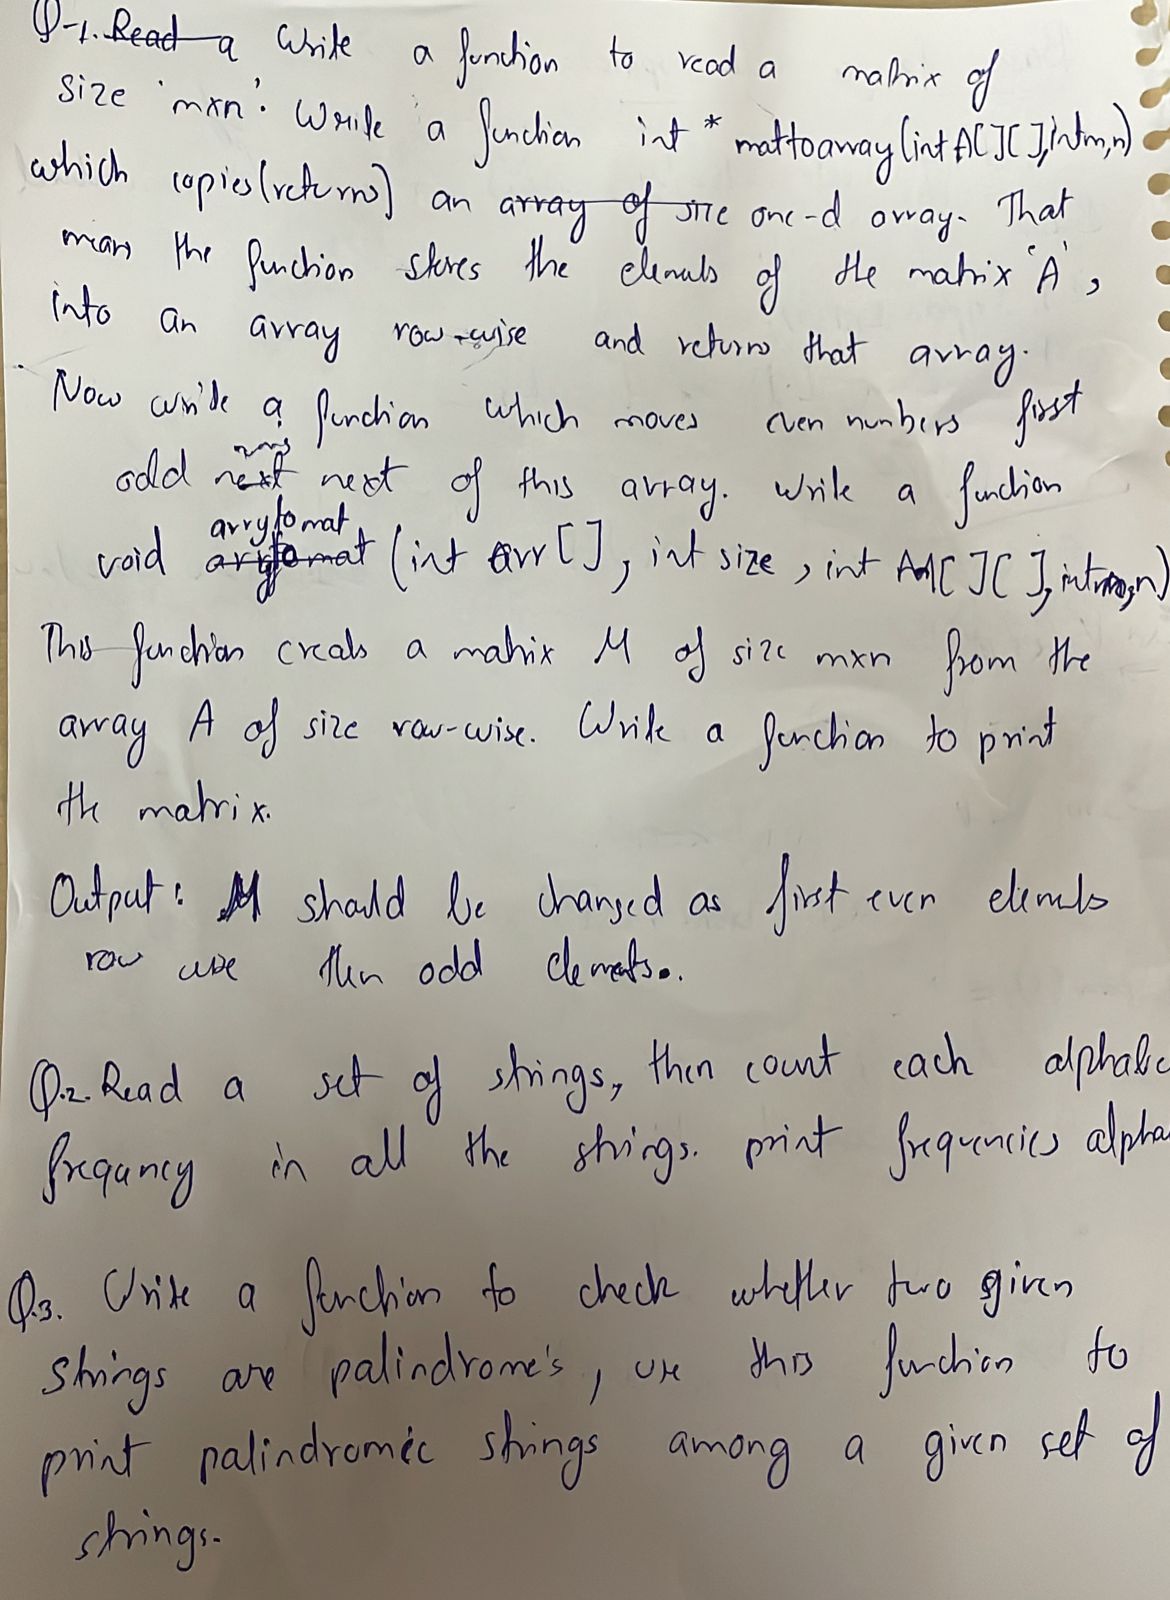 Q-1. Read a Write a function to read a matrix of
size 'mxn'. Write a function int * mattoarray(int A[][], int m,n)
which copies(returns) an array of size one-d array. That
means the function stores the elements of the matrix 'A',
into an array row-wise and returns that array.
Now write a function which moves even numbers first
odd next next of this array. Write a function
arrytomat
void (int arr[], int size, int [][], int m,n)
This function creats a matrix M of size mxn from the
array A of size row-wise. Write a function to print
the matrix.
Output: M should be changed as first even elements
row wise then odd elements.
Q.2. Read a set of strings, then count each alphabe
frequncy in all the strings. print frequencies alpha
Q.3. Write a function to check whether two given
strings are palindrome's, use this function to
print palindromic strings among a given set of
strings.